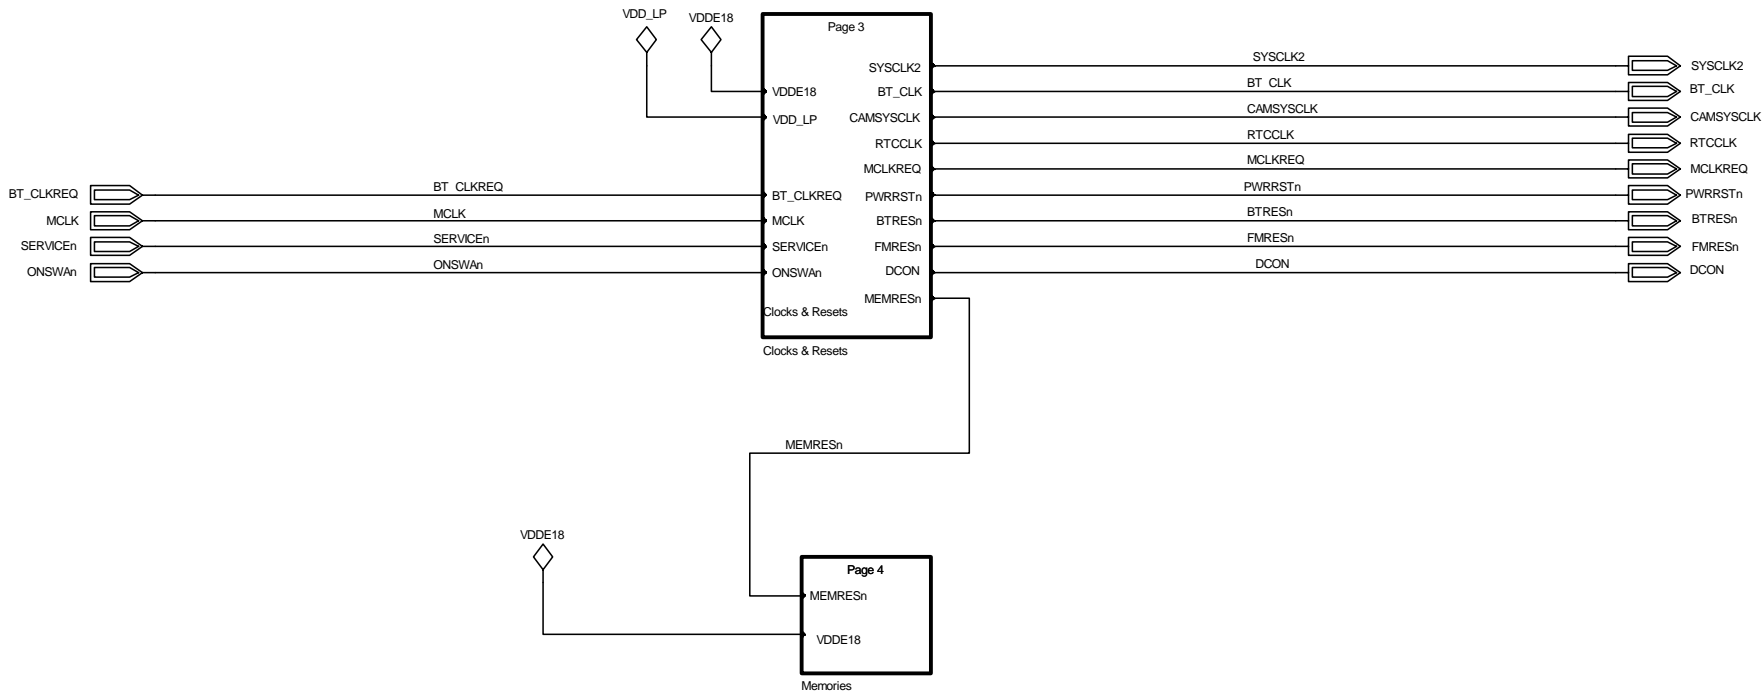 VDD_LP
VDDE18
Page 3
SYSCLK2
SYSCLK2
SYSCLK2
VDDE18
BT_CLK
BT_CLK
BT_CLK
VDD_LP
CAMSYSCLK
CAMSYSCLK
CAMSYSCLK
RTCCLK
RTCCLK
RTCCLK
MCLKREQ
MCLKREQ
MCLKREQ
BT_CLKREQ
BT_CLKREQ
BT_CLKREQ
PWRRSTn
PWRRSTn
PWRRSTn
MCLK
MCLK
MCLK
BTRESn
BTRESn
BTRESn
SERVICEn
SERVICEn
SERVICEn
FMRESn
FMRESn
FMRESn
ONSWAn
ONSWAn
ONSWAn
DCON
DCON
DCON
MEMRESn
Clocks & Resets
Clocks & Resets
MEMRESn
VDDE18
Page 4
MEMRESn
VDDE18
Memories